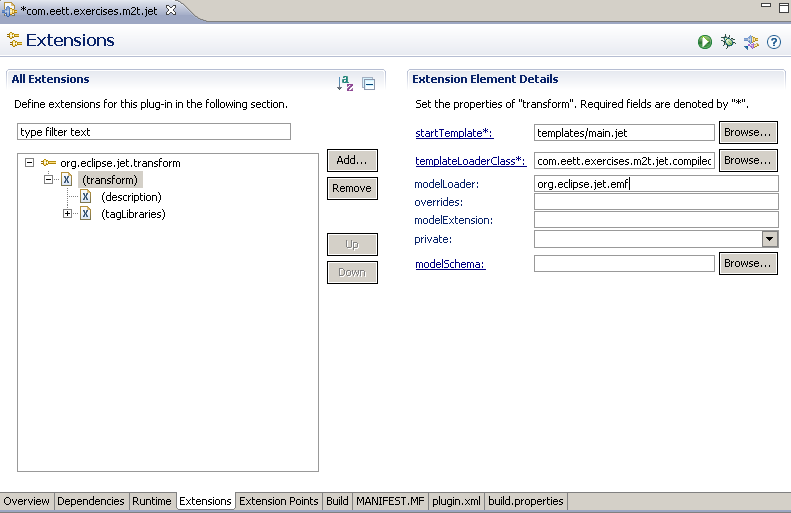 *com.eett.exercises.m2t.jet
Extensions
All Extensions
Define extensions for this plug-in in the following section.
type filter text
org.eclipse.jet.transform
(transform)
(description)
(tagLibraries)
Add...
Remove
Up
Down
Extension Element Details
Set the properties of "transform". Required fields are denoted by "*".
startTemplate*: templates/main.jet Browse...
templateLoaderClass*: com.eett.exercises.m2t.jet.compilec Browse...
modelLoader: org.eclipse.jet.emf
overrides:
modelExtension:
private:
modelSchema: Browse...
Overview Dependencies Runtime Extensions Extension Points Build MANIFEST.MF plugin.xml build.properties